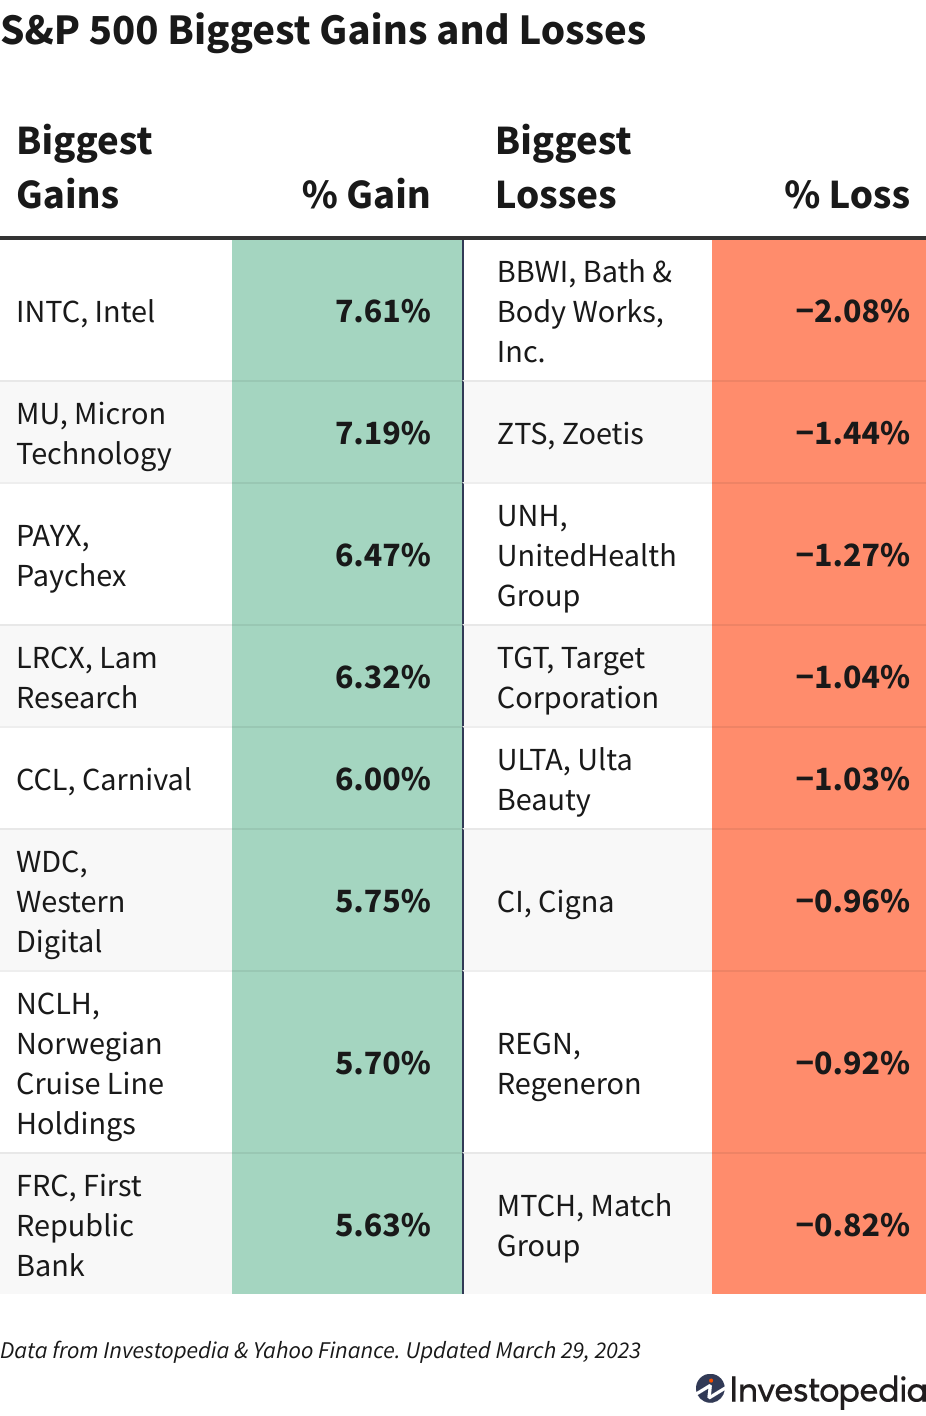 S&P 500 Biggest Gains and Losses
Biggest
Gains
% Gain
Biggest
Losses
% Loss
INTC, Intel
7.61%
BBWI, Bath &
Body Works,
Inc.
−2.08%
MU, Micron
Technology
7.19%
ZTS, Zoetis
−1.44%
PAYX,
Paychex
6.47%
UNH,
UnitedHealth
Group
−1.27%
LRCX, Lam
Research
6.32%
TGT, Target
Corporation
−1.04%
CCL, Carnival
6.00%
ULTA, Ulta
Beauty
−1.03%
WDC,
Western
Digital
5.75%
CI, Cigna
−0.96%
NCLH,
Norwegian
Cruise Line
Holdings
5.70%
REGN,
Regeneron
−0.92%
FRC, First
Republic
Bank
5.63%
MTCH, Match
Group
−0.82%
Data from Investopedia & Yahoo Finance. Updated March 29, 2023
Investopedia